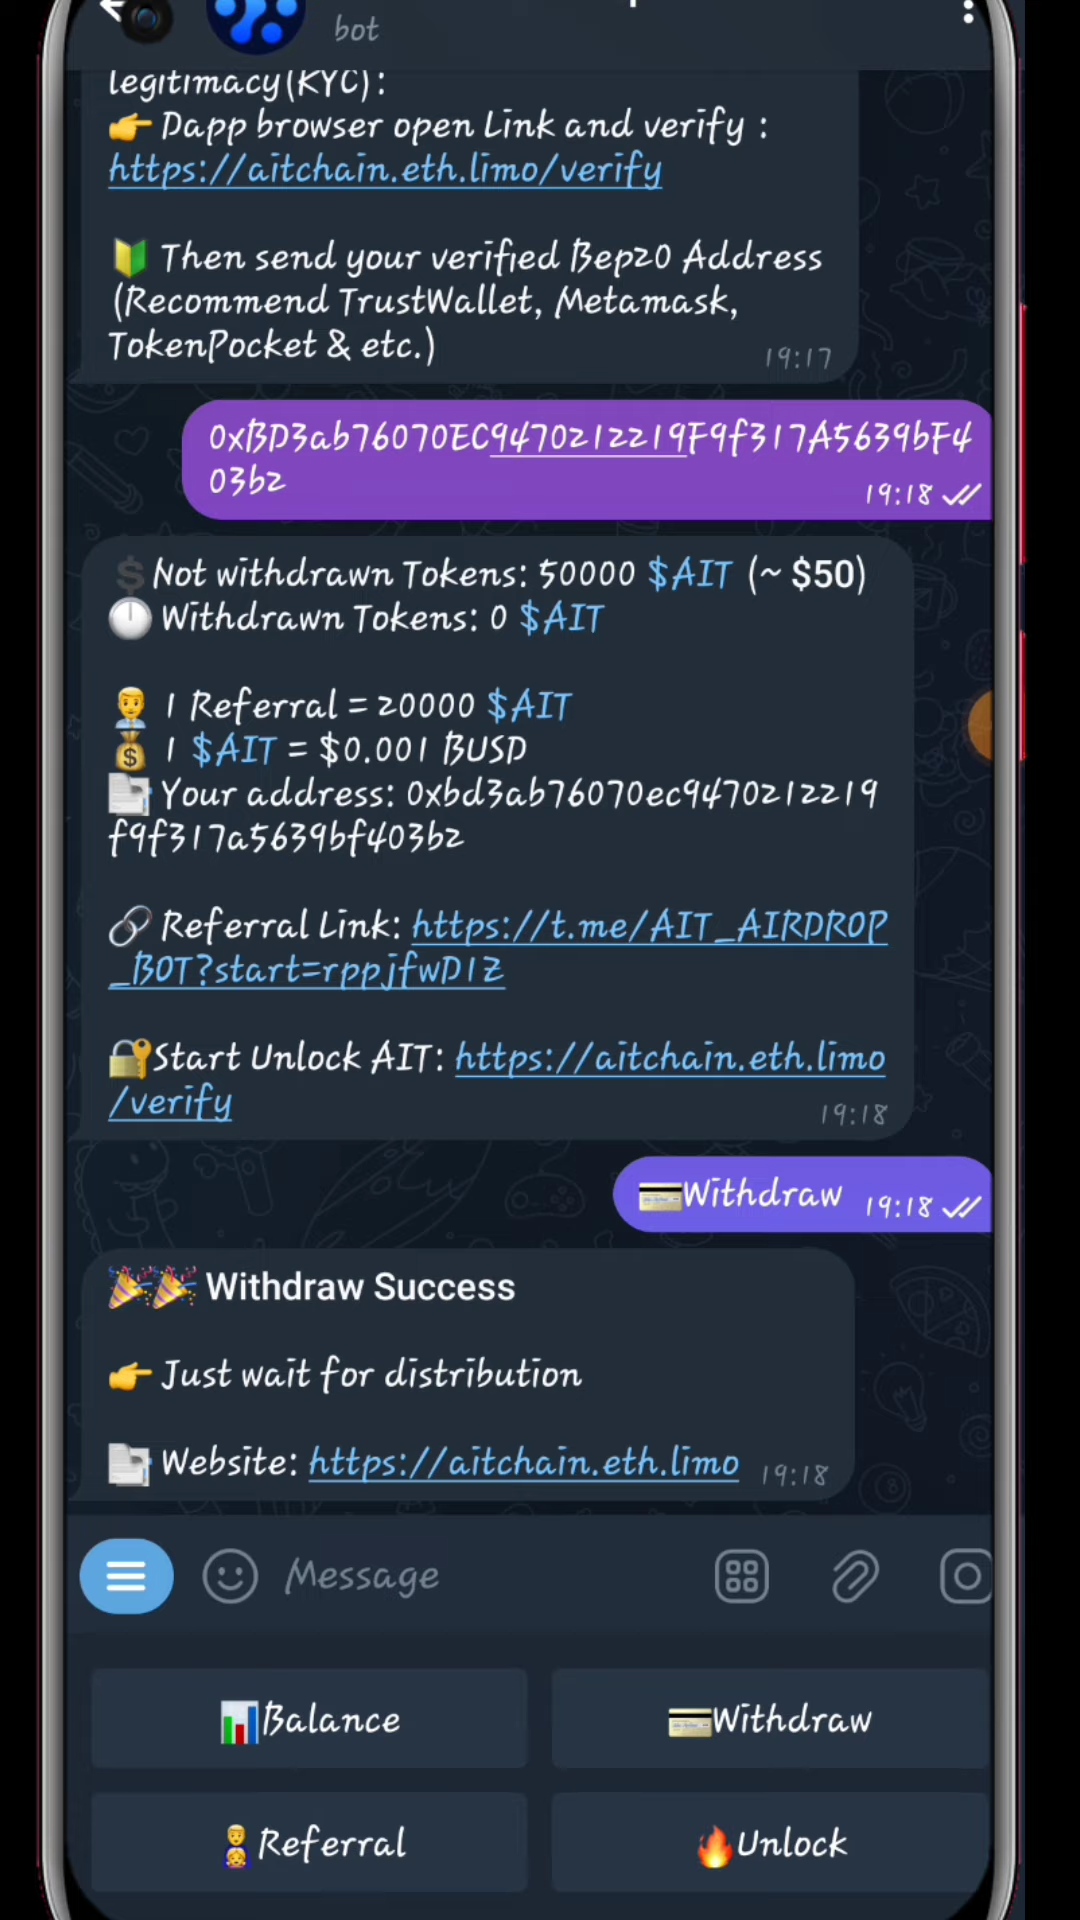 bot
legitimacy(KYC):
👉 Dapp browser open Link and verify :
https://aitchain.eth.limo/verify
🔰 Then send your verified Bep20 Address
(Recommend TrustWallet, Metamask,
TokenPocket & etc.)
19:17
0xBD3ab76070EC9470212219F9f317A5639bF4
03b2
19:18
💲Not withdrawn Tokens: 50000 $AIT (~ $50)
Withdrawn Tokens: 0 $AIT
👨‍💼 1 Referral = 20000 $AIT
💰 1 $AIT = $0.001 BUSD
📑 Your address: 0xbd3ab76070ec9470212219
f9f317a5639bf403b2
🔗 Referral Link: https://t.me/AIT_AIRDROP
_BOT?start=rppjfwD1Z
🔐Start Unlock AIT: https://aitchain.eth.limo
/verify
19:18
💳Withdraw 19:18
🎉🎉 Withdraw Success
👉 Just wait for distribution
📑 Website: https://aitchain.eth.limo 19:18
Message
📊Balance
💳Withdraw
Referral
🔥Unlock